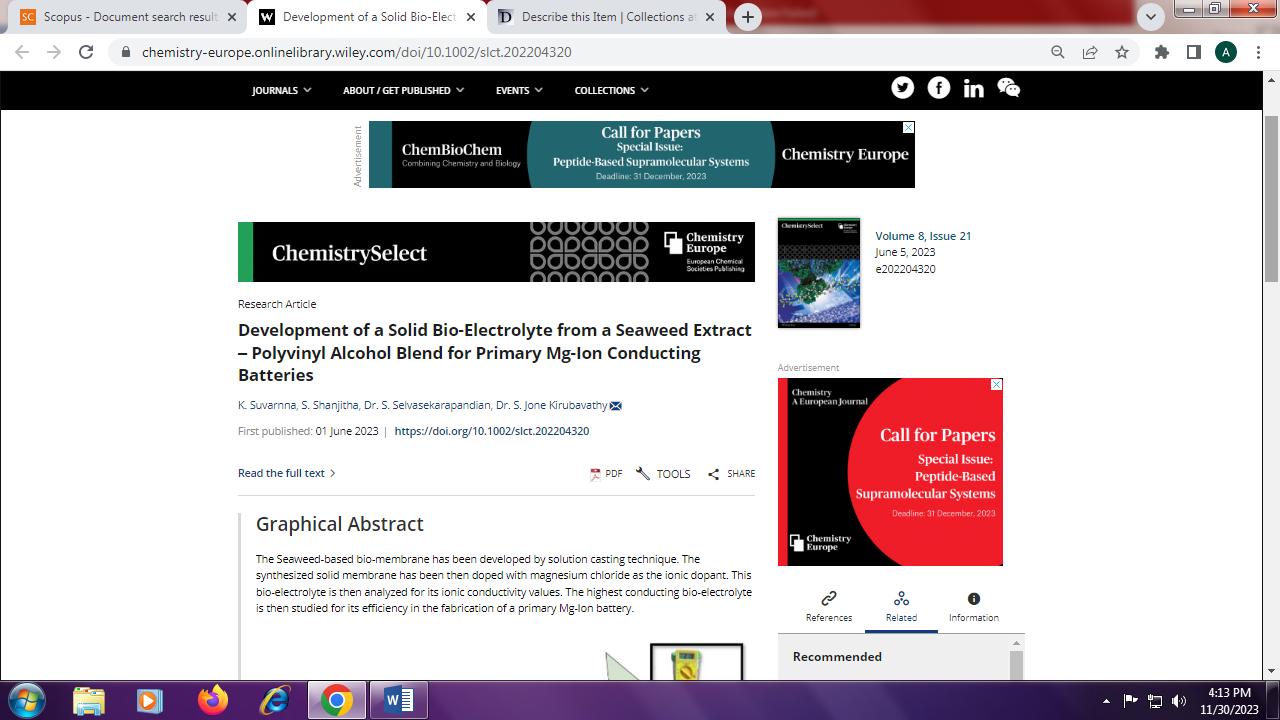 Scopus - Document search result
Development of a Solid Bio-Elect
Describe this Item | Collections a
chemistry-europe.onlinelibrary.wiley.com/doi/10.1002/slct.202204320
A
JOURNALS
ABOUT / GET PUBLISHED
EVENTS
COLLECTIONS
Advertisement
ChemBioChem
Combining Chemistry and Biology
Call for Papers
Special Issue:
Peptide-Based Supramolecular Systems
Deadline: 31 December, 2023
Chemistry Europe
ChemistrySelect
Chemistry
Europe
European Chemical
Societies Publishing
ChemistrySelect
Volume 8, Issue 21
June 5, 2023
e202204320
Research Article
Development of a Solid Bio-Electrolyte from a Seaweed Extract
– Polyvinyl Alcohol Blend for Primary Mg-Ion Conducting
Batteries
K. Suvarnna, S. Shanjitha, Dr. S. Selvasekarapandian, Dr. S. Jone Kirubavathy
First published: 01 June 2023 | https://doi.org/10.1002/slct.202204320
Read the full text
PDF
TOOLS
SHARE
Advertisement
Chemistry
A European Journal
Call for Papers
Special Issue:
Peptide-Based
Supramolecular Systems
Deadline: 31 December, 2023
Chemistry
Europe
Graphical Abstract
The Seaweed-based bio-membrane has been developed by solution casting technique. The
synthesized solid membrane has been then doped with magnesium chloride as the ionic dopant. This
bio-electrolyte is then analyzed for its ionic conductivity values. The highest conducting bio-electrolyte
is then studied for its efficiency in the fabrication of a primary Mg-Ion battery.
References
Related
Information
Recommended
4:13 PM
11/30/2023